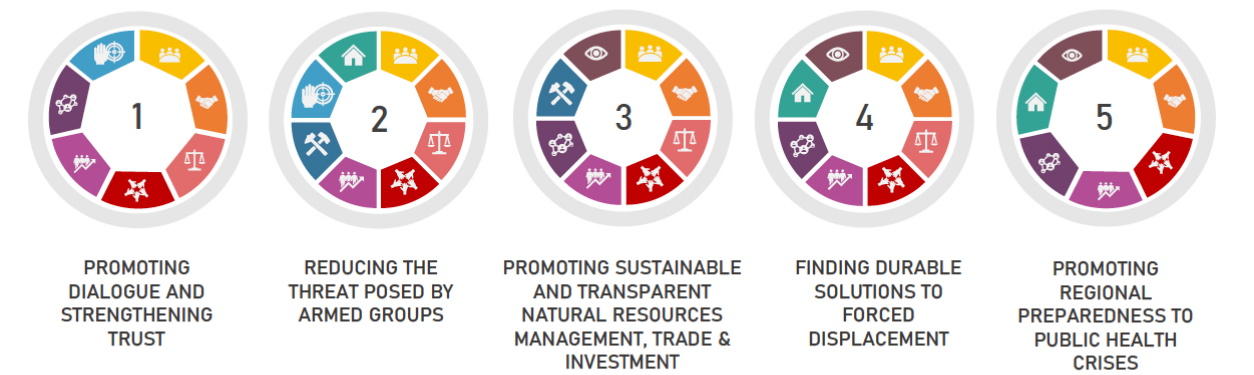 1
PROMOTING
DIALOGUE AND
STRENGTHENING
TRUST
2
REDUCING THE
THREAT POSED BY
ARMED GROUPS
3
PROMOTING SUSTAINABLE
AND TRANSPARENT
NATURAL RESOURCES
MANAGEMENT, TRADE &
INVESTMENT
4
FINDING DURABLE
SOLUTIONS TO
FORCED
DISPLACEMENT
5
PROMOTING
REGIONAL
PREPAREDNESS TO
PUBLIC HEALTH
CRISES